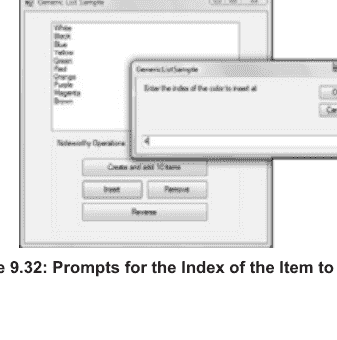 Generic List Sample
White
Black
Blue
Yellow
Green
Red
Orange
Purple
Magenta
Brown
GenericListSample
Enter the index of the color to insert at
4
Noteworthy Operations
Create and add 10 items
Insert
Remove
Reverse
e 9.32: Prompts for the Index of the Item to